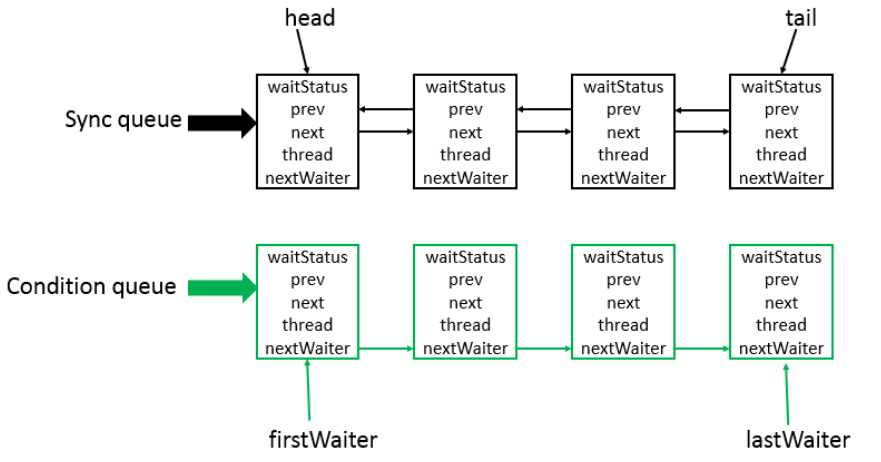 head
tail
Sync queue
waitStatus
prev
next
thread
nextWaiter
waitStatus
prev
next
thread
nextWaiter
waitStatus
prev
next
thread
nextWaiter
waitStatus
prev
next
thread
nextWaiter
Condition queue
waitStatus
prev
next
thread
nextWaiter
waitStatus
prev
next
thread
nextWaiter
waitStatus
prev
next
thread
nextWaiter
waitStatus
prev
next
thread
nextWaiter
firstWaiter
lastWaiter